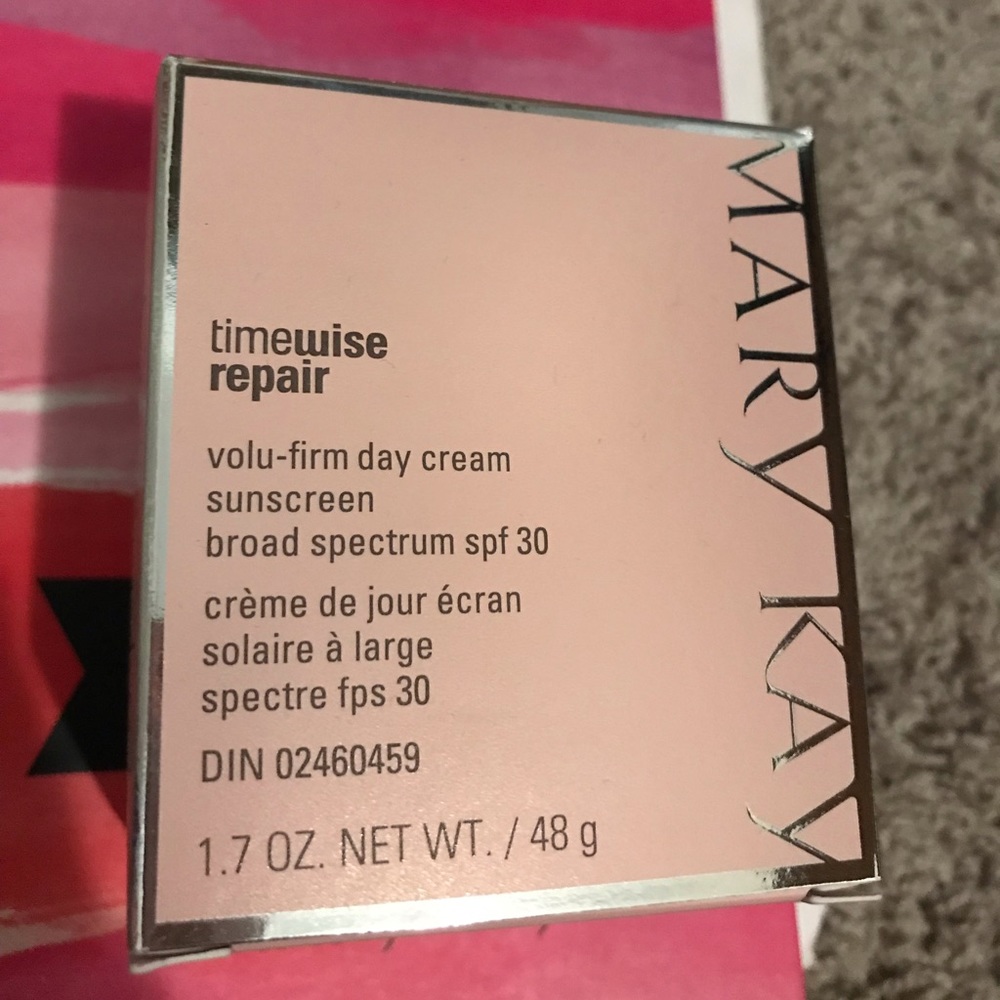 timewise
repair
volu-firm day cream
sunscreen
broad spectrum spf 30
crème de jour écran
solaire à large
spectre fps 30
DIN 02460459
1.7 OZ. NET WT. / 48 g
MARY KAY